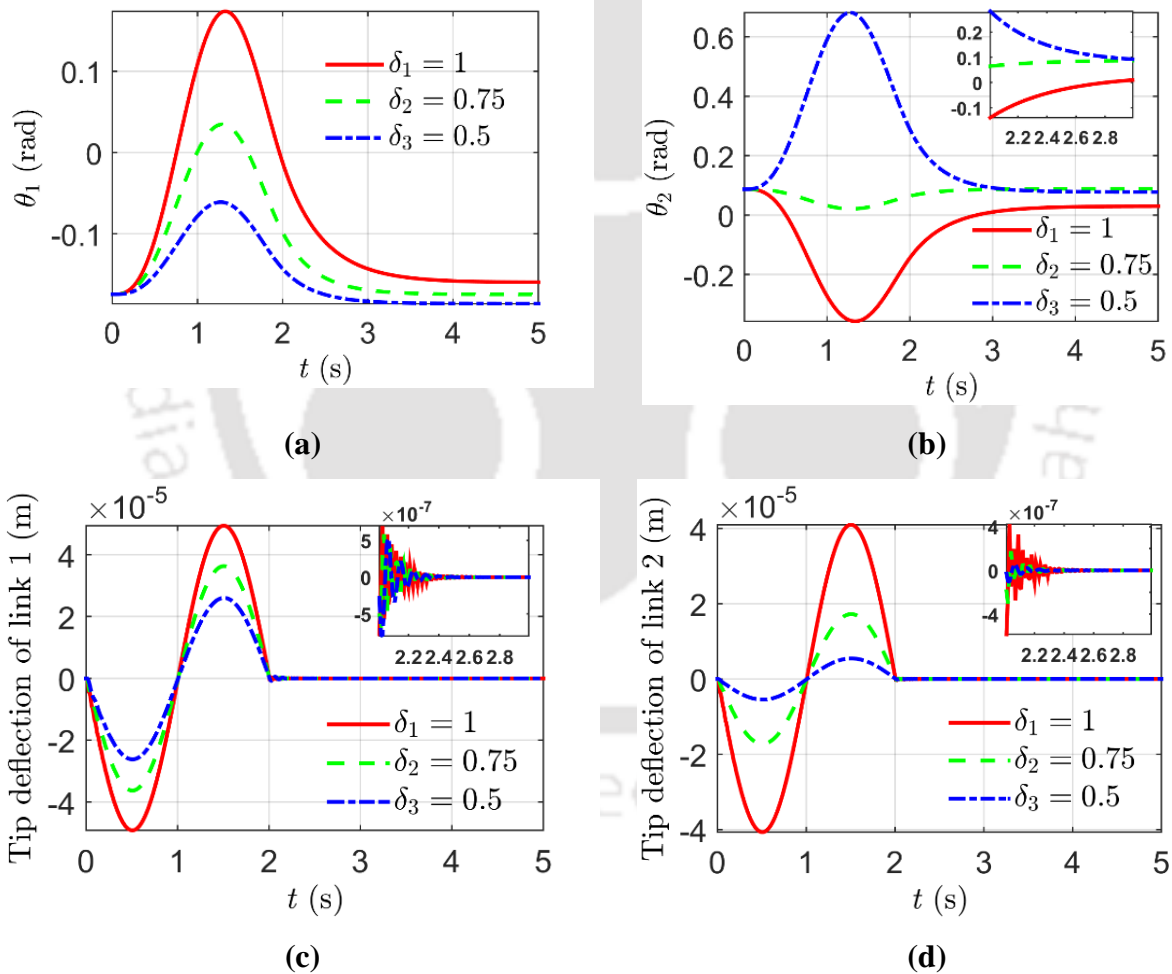 0.1
0
-0.1
θ1 (rad)
δ1 = 1
δ2 = 0.75
δ3 = 0.5
0 1 2 3 4 5
t (s)
(a)
0.6
0.4
0.2
0
-0.2
θ2 (rad)
0.2
0.1
0
-0.1
2.2 2.4 2.6 2.8
δ1 = 1
δ2 = 0.75
δ3 = 0.5
0 1 2 3 4 5
t (s)
(b)
×10-5
4
2
0
-2
-4
Tip deflection of link 1 (m)
×10-7
5
0
-5
2.2 2.4 2.6 2.8
δ1 = 1
δ2 = 0.75
δ3 = 0.5
0 1 2 3 4 5
t (s)
(c)
×10-5
4
2
0
-2
-4
Tip deflection of link 2 (m)
×10-7
4
0
-4
2.2 2.4 2.6 2.8
δ1 = 1
δ2 = 0.75
δ3 = 0.5
0 1 2 3 4 5
t (s)
(d)